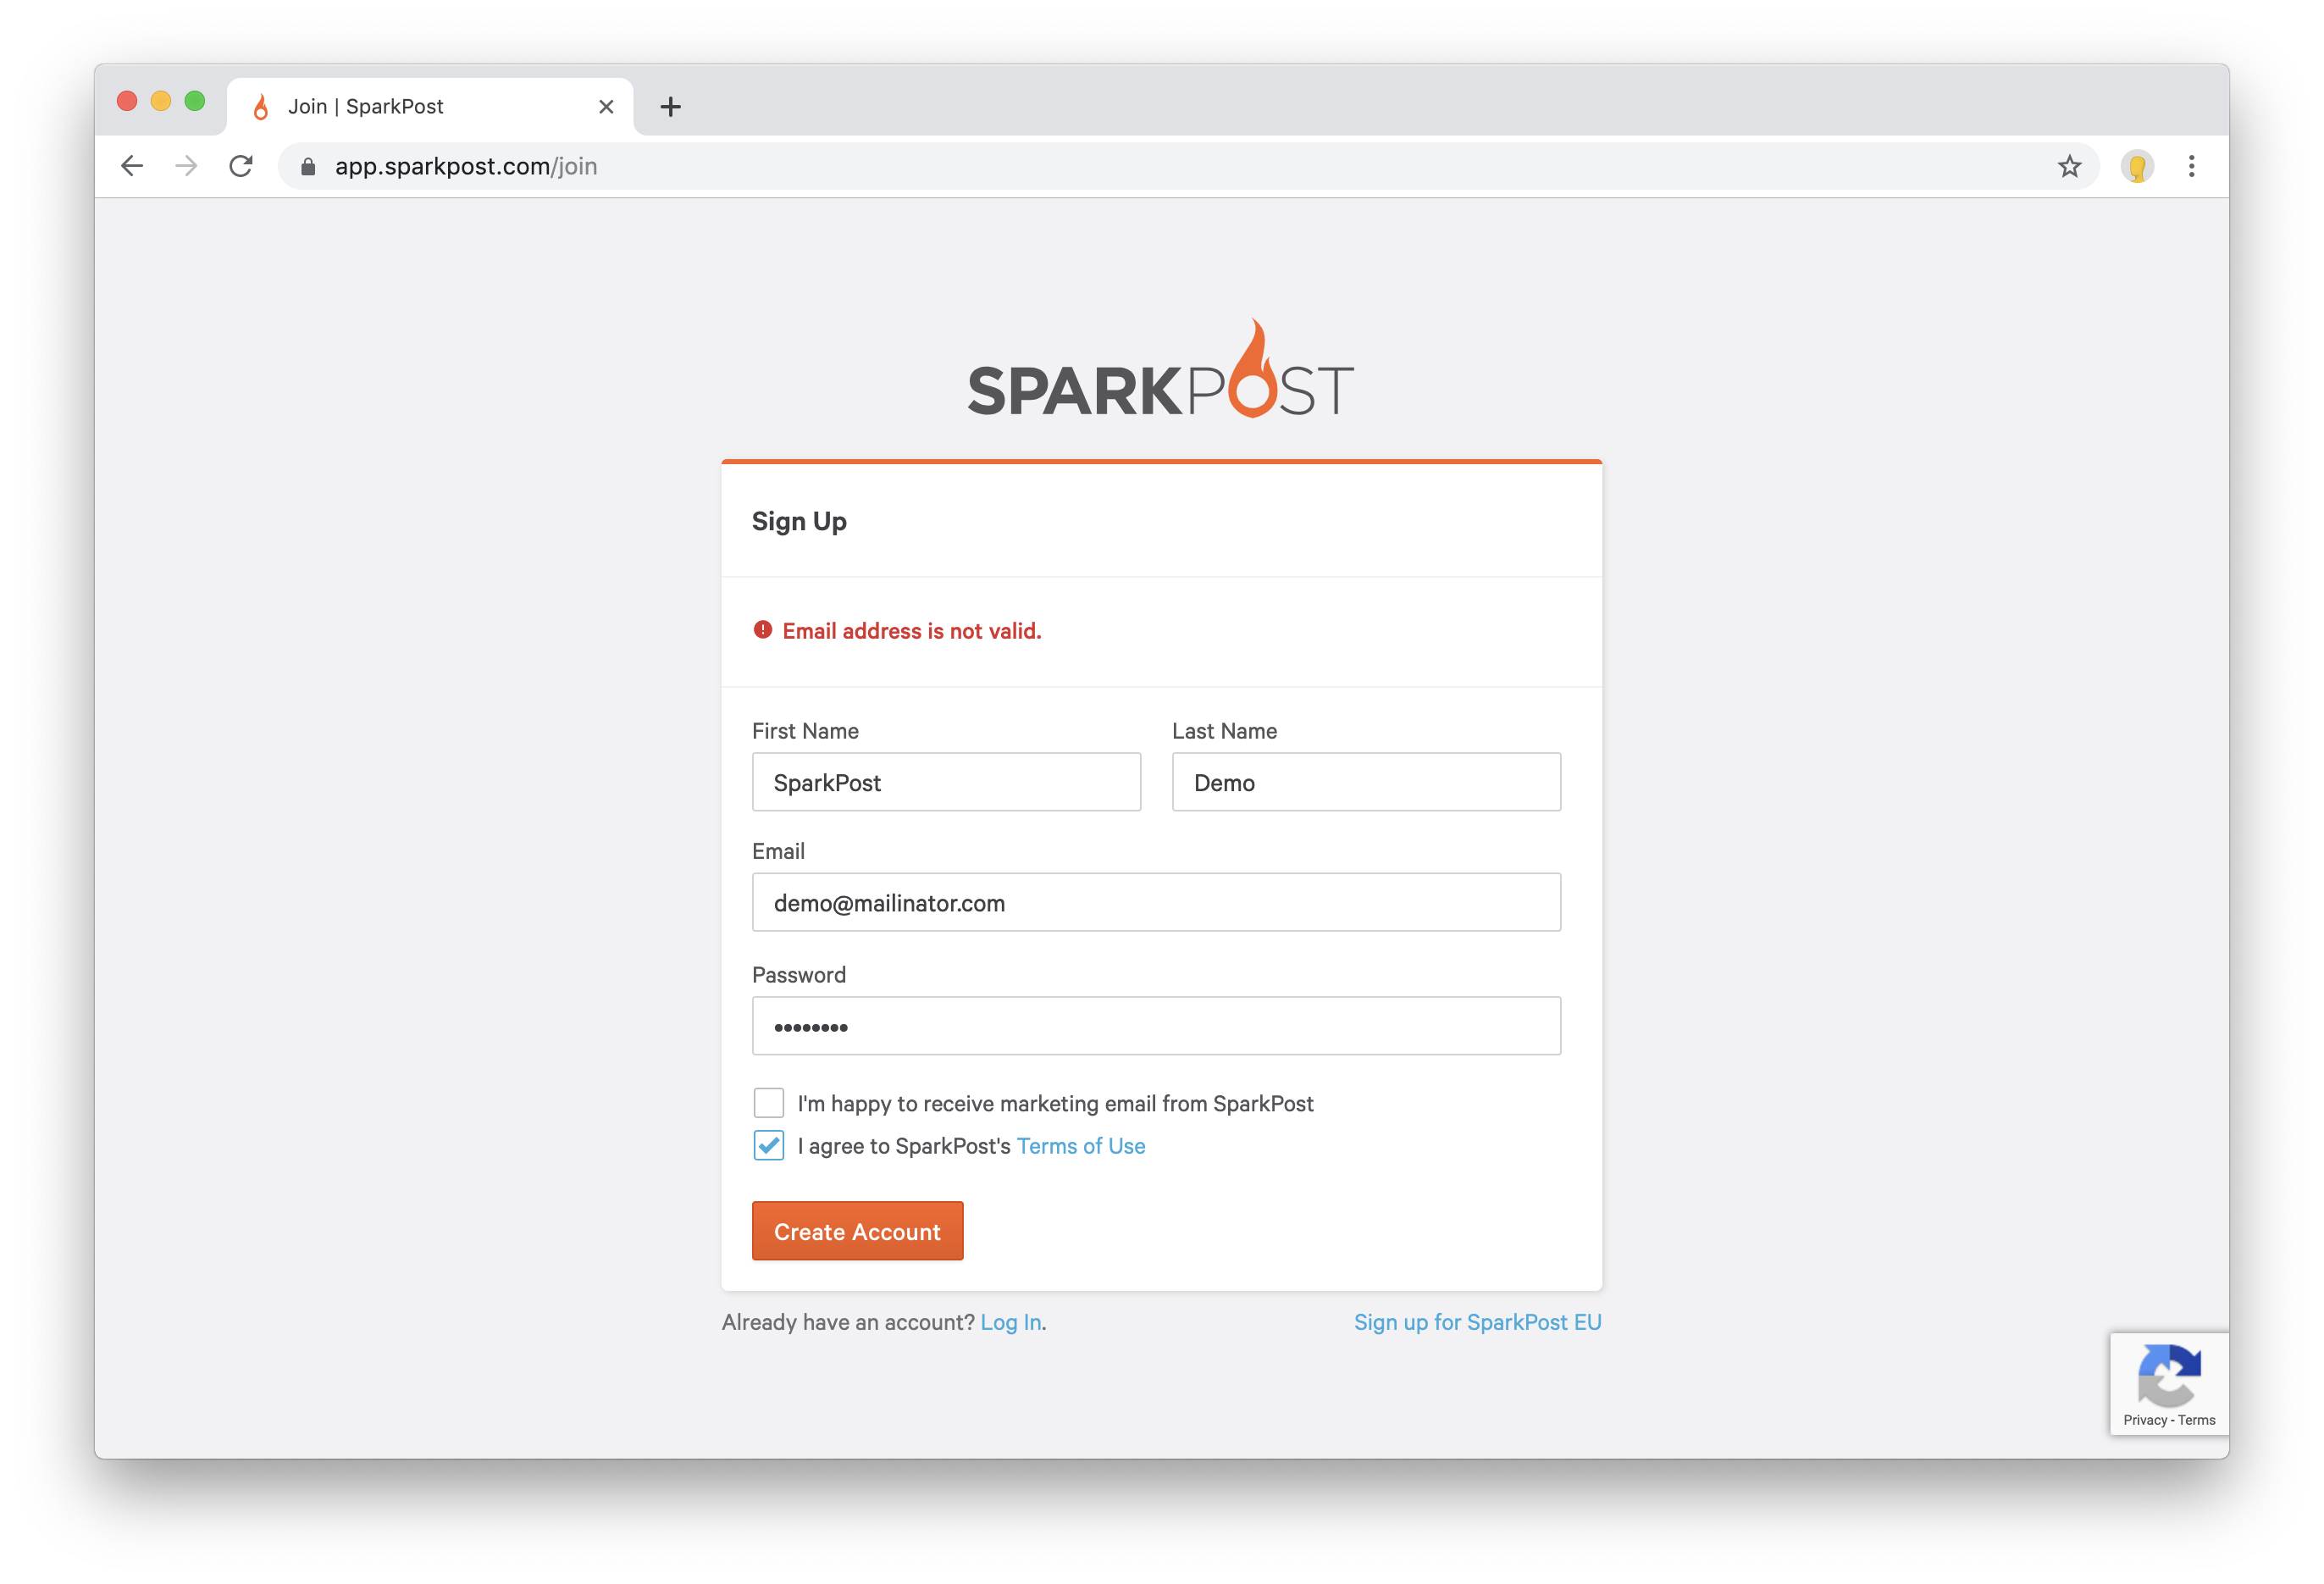 Join | SparkPost
app.sparkpost.com/join
SPARKPOST
Sign Up
Email address is not valid.
First Name Last Name
SparkPost Demo
Email
demo@mailinator.com
Password
••••••••
I'm happy to receive marketing email from SparkPost
I agree to SparkPost's Terms of Use
Create Account
Already have an account? Log In. Sign up for SparkPost EU
Privacy - Terms